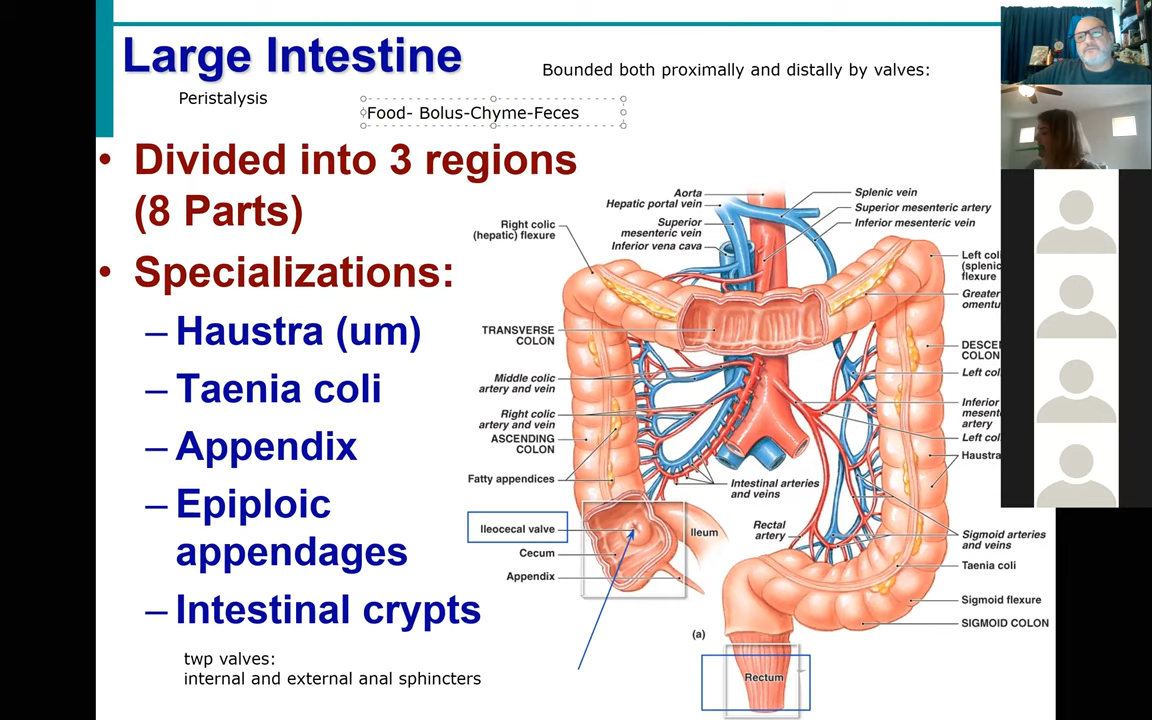 Large Intestine
Bounded both proximally and distally by valves:
Peristalysis
Food- Bolus-Chyme-Feces
• Divided into 3 regions
(8 Parts)
• Specializations:
– Haustra (um)
– Taenia coli
– Appendix
– Epiploic
appendages
– Intestinal crypts
twp valves:
internal and external anal sphincters
Aorta
Hepatic portal vein
Superior
mesenteric vein
Inferior vena cava
Right colic
(hepatic) flexure
TRANSVERSE
COLON
Middle colic
artery and vein
Right colic
artery and vein
ASCENDING
COLON
Fatty appendices
Ileocecal valve
Cecum
Appendix
Ileum
Intestinal arteries
and veins
Rectal
artery
(a)
Rectum
Splenic vein
Superior mesenteric artery
Inferior mesenteric vein
Left coli
(splenic
flexure
Greater
omentu
DESCE
COLON
Left col
Inferior
mesent
artery
Left col
Haustra
Sigmoid arteries
and veins
Taenia coli
Sigmoid flexure
SIGMOID COLON